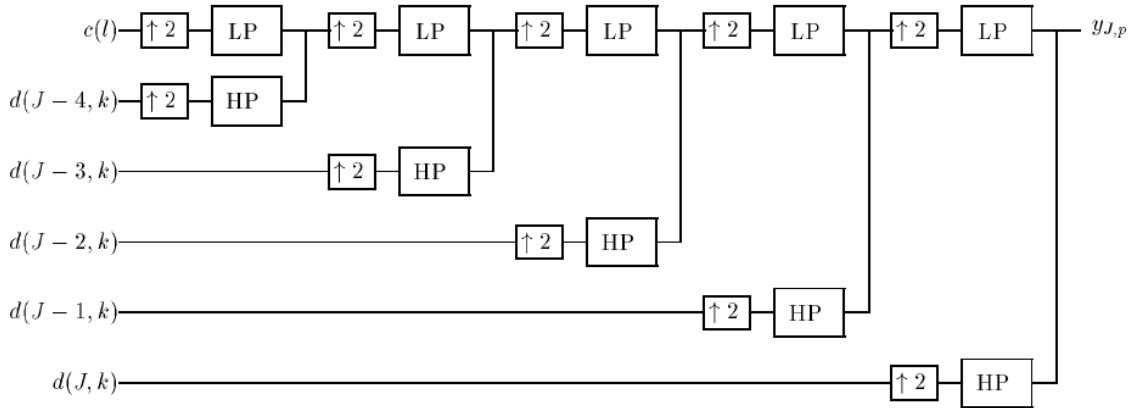 c(l) ↑ 2 LP ↑ 2 LP ↑ 2 LP ↑ 2 LP ↑ 2 LP y_{J,p}
d(J − 4, k) ↑ 2 HP
d(J − 3, k) ↑ 2 HP
d(J − 2, k) ↑ 2 HP
d(J − 1, k) ↑ 2 HP
d(J, k) ↑ 2 HP